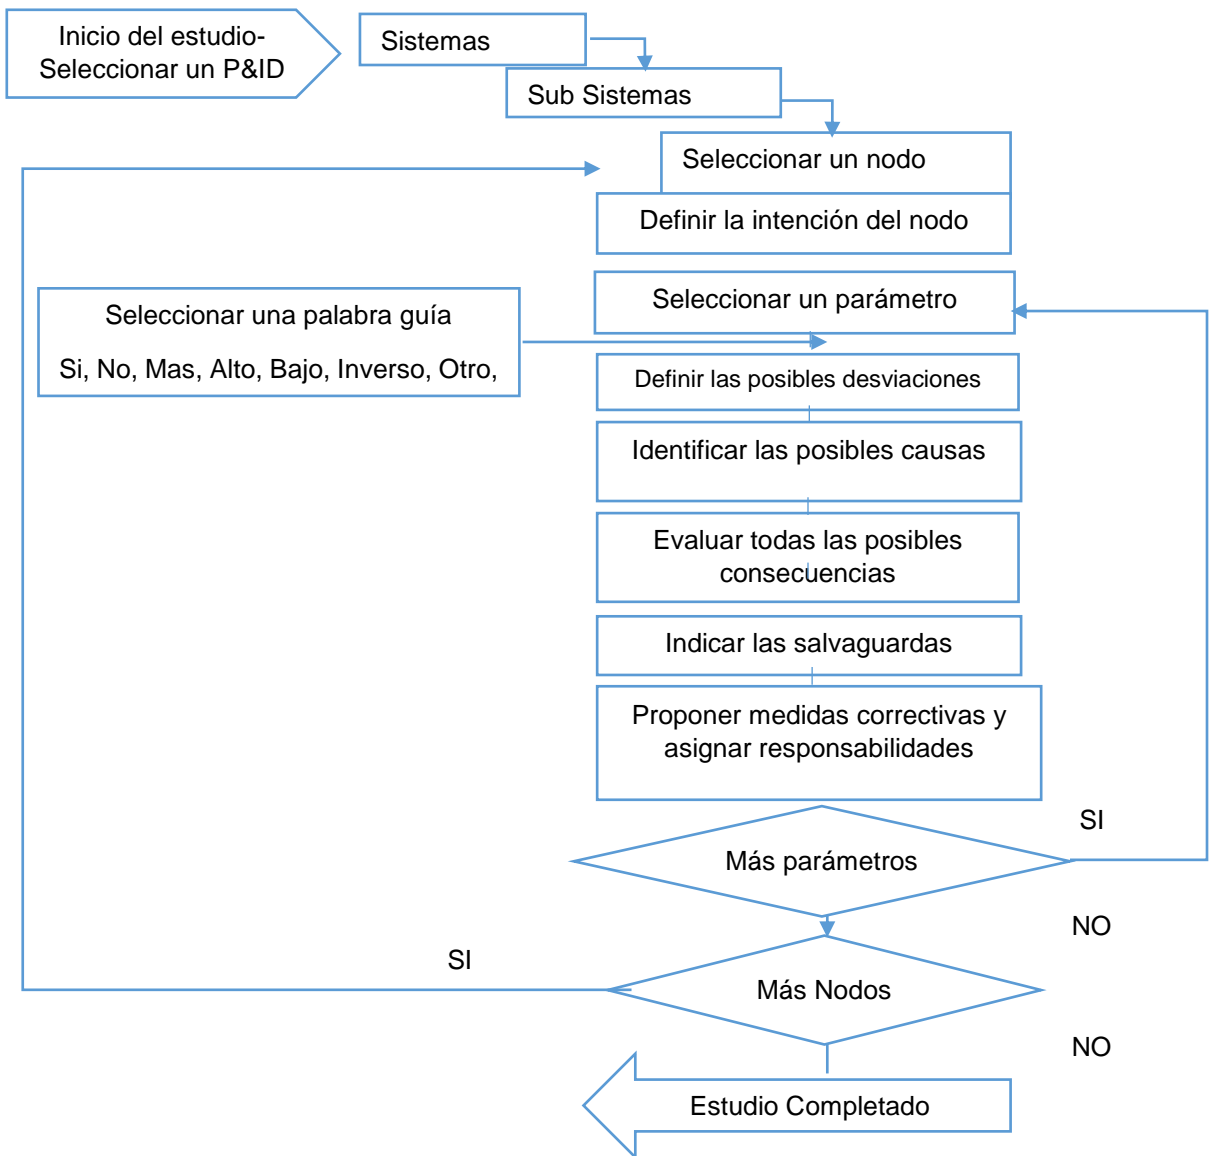 Inicio del estudio-
Seleccionar un P&ID
Sistemas
Sub Sistemas
Seleccionar un nodo
Definir la intención del nodo
Seleccionar un parámetro
Seleccionar una palabra guía
Si, No, Mas, Alto, Bajo, Inverso, Otro,
Definir las posibles desviaciones
Identificar las posibles causas
Evaluar todas las posibles
consecuencias
Indicar las salvaguardas
Proponer medidas correctivas y
asignar responsabilidades
SI
Más parámetros
NO
SI
Más Nodos
NO
Estudio Completado